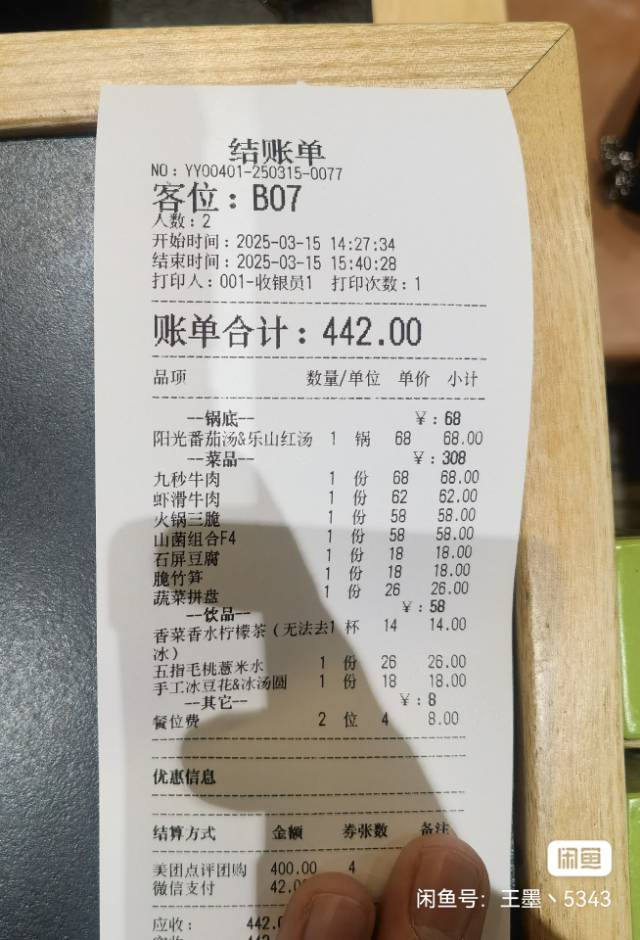 结账单
NO：YY00401-250315-0077
客位：B07
人数：2
开始时间：2025-03-15 14:27:34
结束时间：2025-03-15 15:40:28
打印人：001-收银员1 打印次数：1
账单合计：442.00
品项 数量/单位 单价 小计
--锅底-- ￥：68
阳光番茄汤&乐山红汤 1 锅 68 68.00
--菜品-- ￥：308
九秒牛肉 1 份 68 68.00
虾滑牛肉 1 份 62 62.00
火锅三脆 1 份 58 58.00
山菌组合F4 1 份 58 58.00
石屏豆腐 1 份 18 18.00
脆竹笋 1 份 18 18.00
蔬菜拼盘 1 份 26 26.00
--饮品-- ￥：58
香菜香水柠檬茶（无法去1 杯 14 14.00
冰）
五指毛桃薏米水 1 份 26 26.00
手工冰豆花&冰汤圆 1 份 18 18.00
--其它-- ￥：8
餐位费 2 位 4 8.00
优惠信息
结算方式 金额 券张数 备注
美团点评团购 400.00 4
微信支付 42.0
应收： 442.
闲鱼
闲鱼号：王墨丶5343